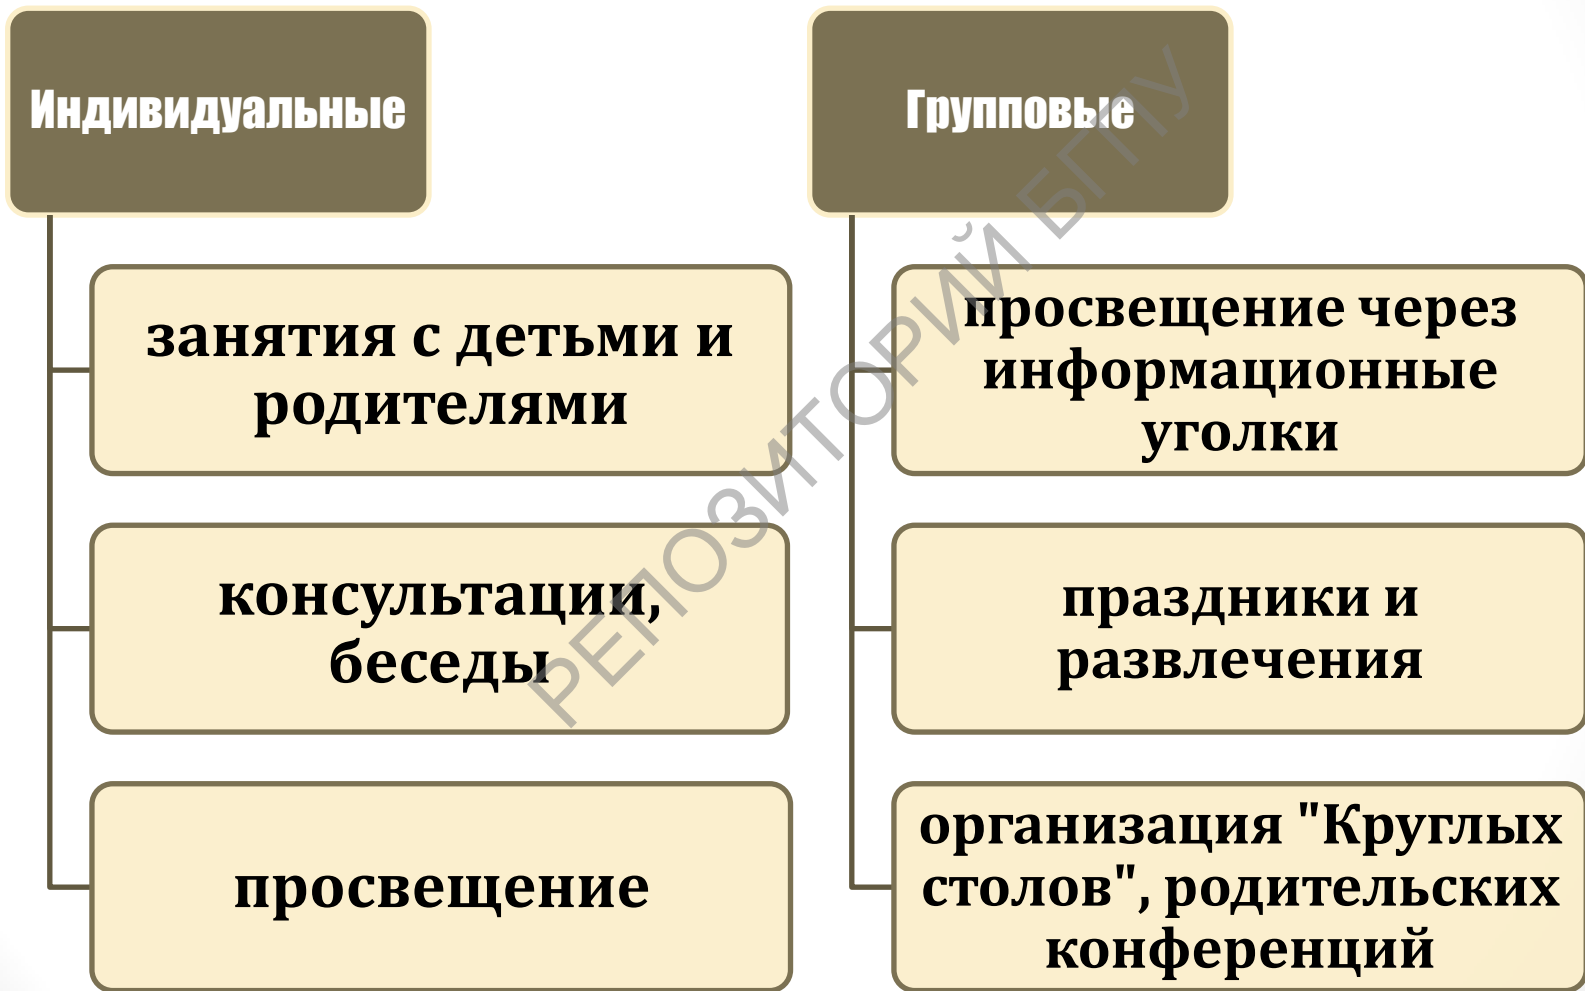 Индивидуальные
занятия с детьми и
родителями
консультации,
беседы
просвещение
Групповые
просвещение через
информационные
уголки
праздники и
развлечения
организация "Круглых
столов", родительских
конференций
РЕПОЗИТОРИЙ БГПУ